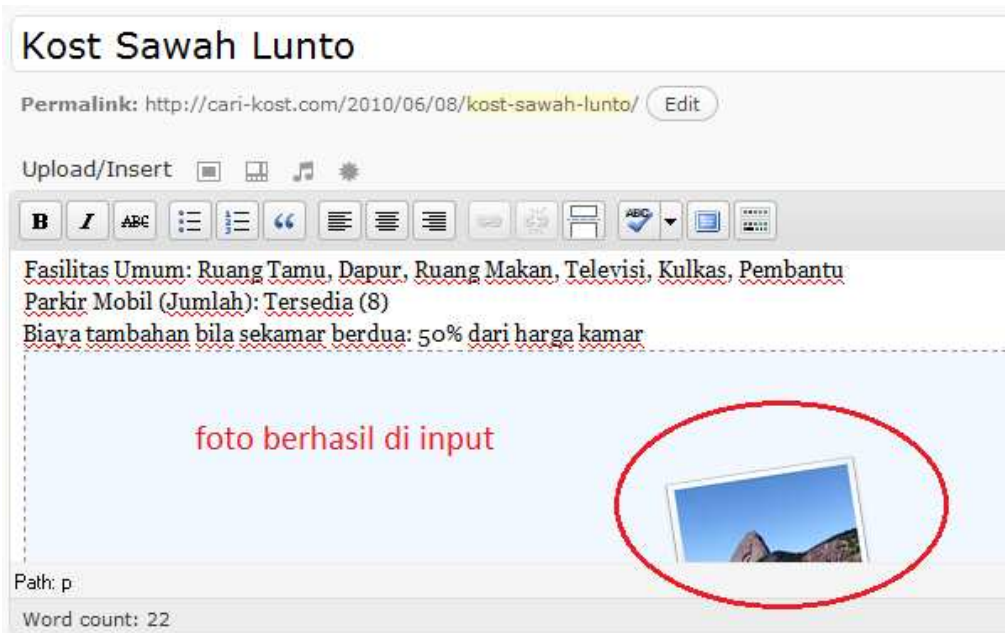 Kost Sawah Lunto
Permalink: http://cari-kost.com/2010/06/08/kost-sawah-lunto/ Edit
Upload/Insert
B I ABC ABC
Fasilitas Umum: Ruang Tamu, Dapur, Ruang Makan, Televisi, Kulkas, Pembantu
Parkir Mobil (Jumlah): Tersedia (8)
Biaya tambahan bila sekamar berdua: 50% dari harga kamar
foto berhasil di input
Path: p
Word count: 22